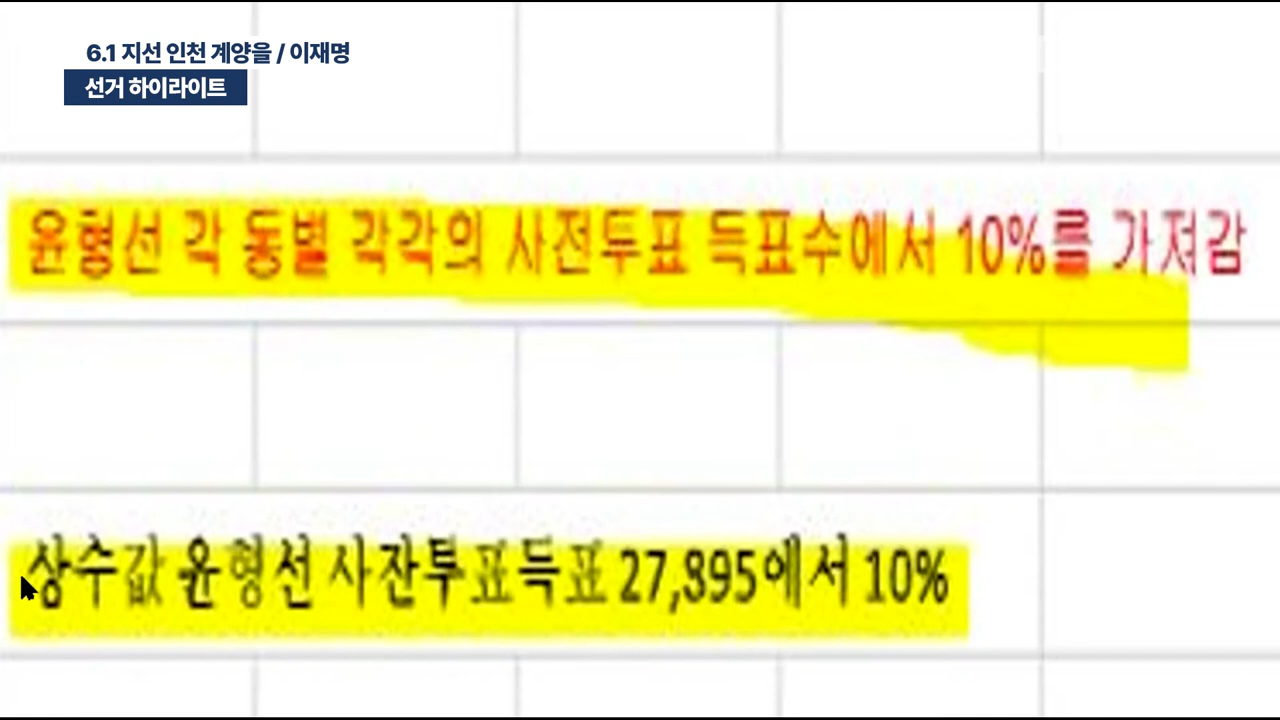 6.1 지선 인천 계양을 / 이재명
선거 하이라이트
윤형선 각 동별 각각의 사전투표 득표수에서 10%를 가져감
상수값 윤형선 사잔투표득표 27,895에서 10%